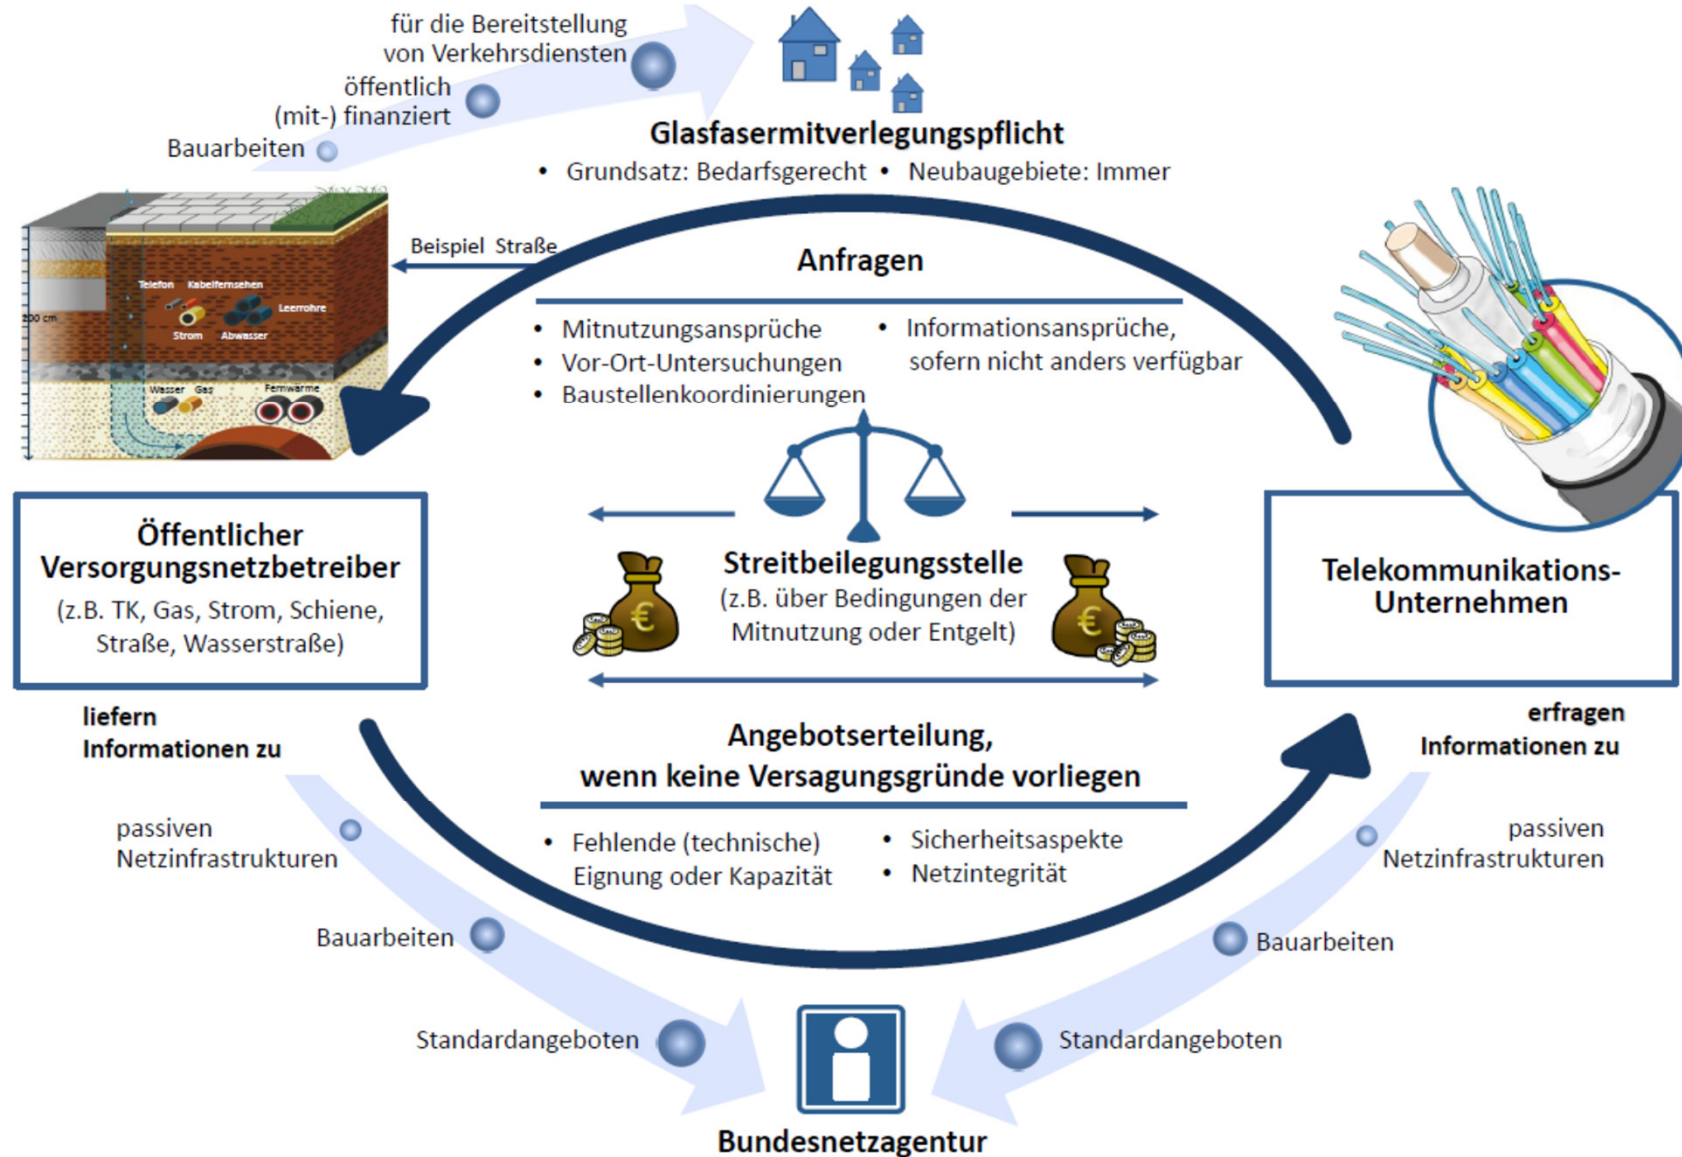 für die Bereitstellung
von Verkehrsdiensten
öffentlich
(mit-) finanziert
Bauarbeiten
Glasfasermitverlegungspflicht
• Grundsatz: Bedarfsgerecht • Neubaugebiete: Immer
Beispiel Straße
Telefon Kabelfernsehen
Leerrohre
Strom Abwasser
200 cm
Wasser Gas Fernwärme
Anfragen
• Mitnutzungsansprüche
• Vor-Ort-Untersuchungen
• Baustellenkoordinierungen
• Informationsansprüche,
sofern nicht anders verfügbar
Öffentlicher
Versorgungsnetzbetreiber
(z.B. TK, Gas, Strom, Schiene,
Straße, Wasserstraße)
Streitbeilegungsstelle
(z.B. über Bedingungen der
Mitnutzung oder Entgelt)
€
€
Telekommunikations-
Unternehmen
liefern
Informationen zu
erfragen
Informationen zu
Angebotserteilung,
wenn keine Versagungsgründe vorliegen
• Fehlende (technische)
Eignung oder Kapazität
• Sicherheitsaspekte
• Netzintegrität
passiven
Netzinfrastrukturen
Bauarbeiten
Standardangeboten
passiven
Netzinfrastrukturen
Bauarbeiten
Standardangeboten
Bundesnetzagentur